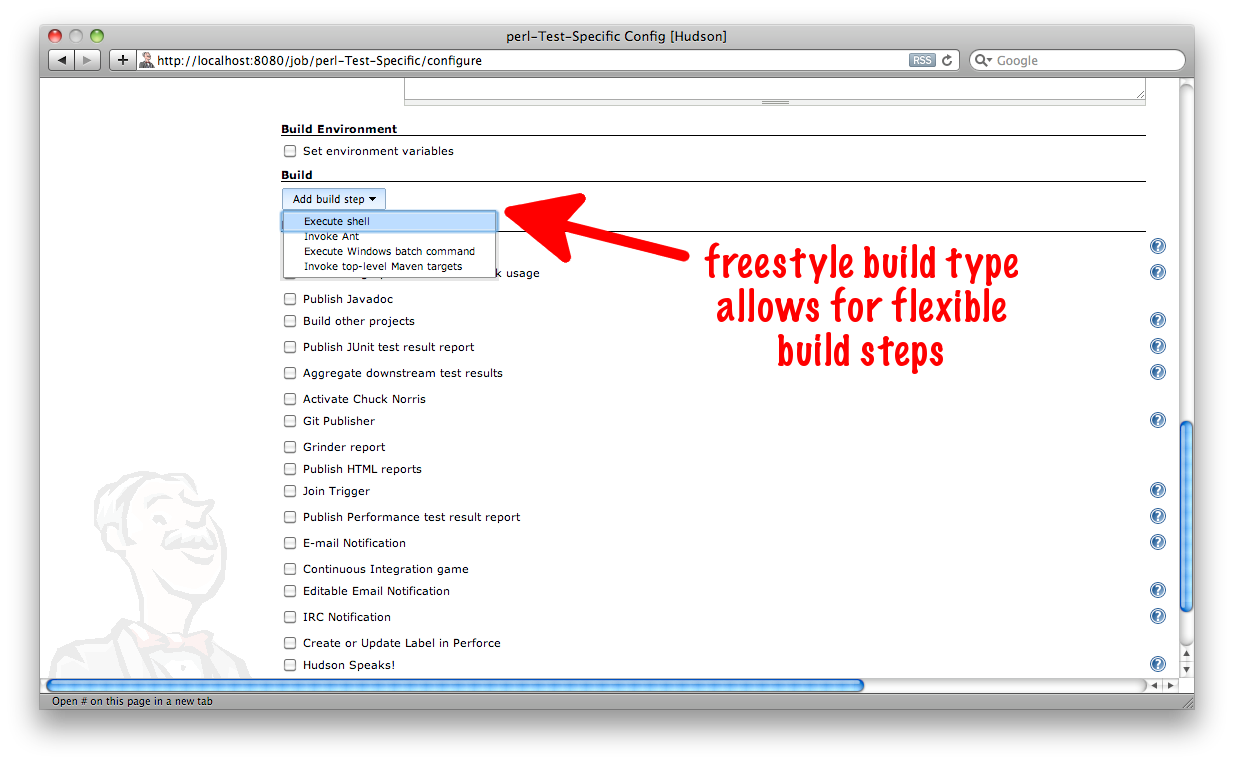 perl-Test-Specific Config [Hudson]
http://localhost:8080/job/perl-Test-Specific/configure
RSS
Google
Build Environment
Set environment variables
Build
Add build step
Execute shell
Invoke Ant
Execute Windows batch command
Invoke top-level Maven targets
usage
freestyle build type
allows for flexible
build steps
Publish Javadoc
Build other projects
Publish JUnit test result report
Aggregate downstream test results
Activate Chuck Norris
Git Publisher
Grinder report
Publish HTML reports
Join Trigger
Publish Performance test result report
E-mail Notification
Continuous Integration game
Editable Email Notification
IRC Notification
Create or Update Label in Perforce
Hudson Speaks!
Open # on this page in a new tab